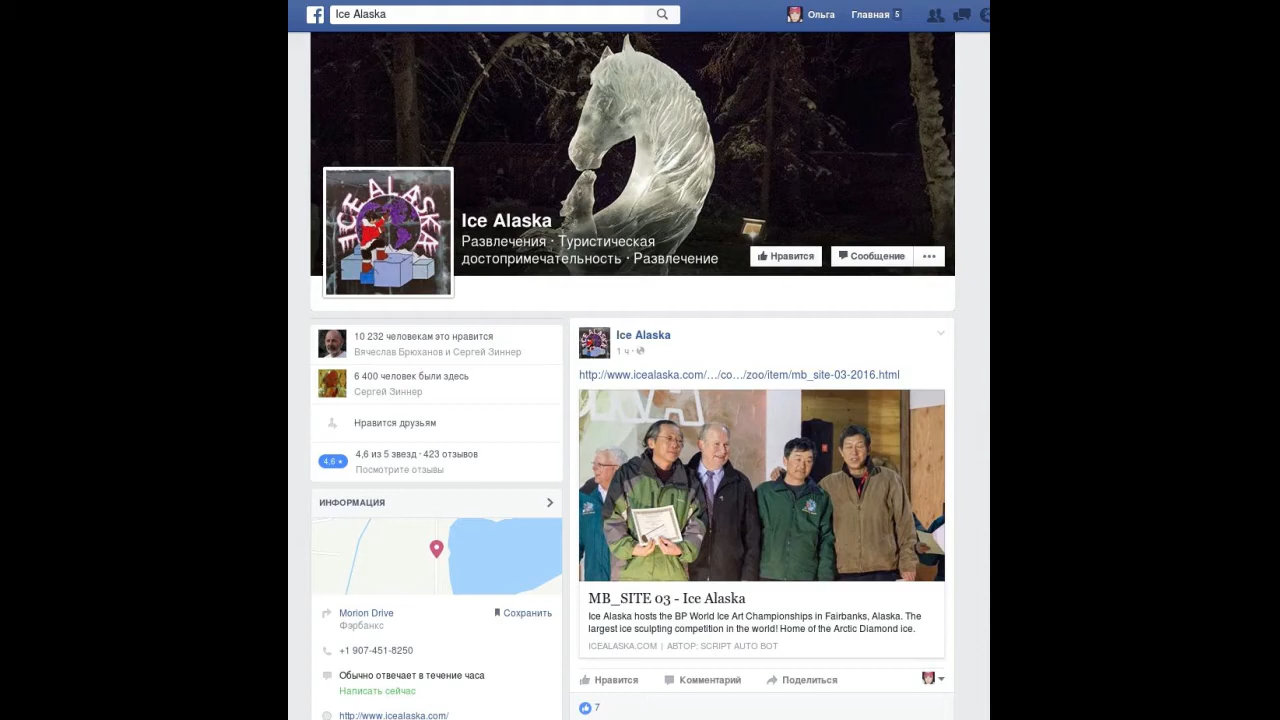 Ice Alaska
Ольга
Главная 5
ICE ALASKA
Ice Alaska
Развлечения · Туристическая
достопримечательность · Развлечение
Нравится
Сообщение
10 232 человекам это нравится
Вячеслав Брюханов и Сергей Зиннер
6 400 человек были здесь
Сергей Зиннер
Нравится друзьям
4,6 ★
4,6 из 5 звезд · 423 отзывов
Посмотрите отзывы
ИНФОРМАЦИЯ
Morion Drive
Сохранить
Фэрбанкс
+1 907-451-8250
Обычно отвечает в течение часа
Написать сейчас
http://www.icealaska.com/
Ice Alaska
1 ч ·
http://www.icealaska.com/…/co…/zoo/item/mb_site-03-2016.html
MB_SITE 03 - Ice Alaska
Ice Alaska hosts the BP World Ice Art Championships in Fairbanks, Alaska. The
largest ice sculpting competition in the world! Home of the Arctic Diamond ice.
ICEALASKA.COM | АВТОР: SCRIPT AUTO BOT
Нравится
Комментарий
Поделиться
7